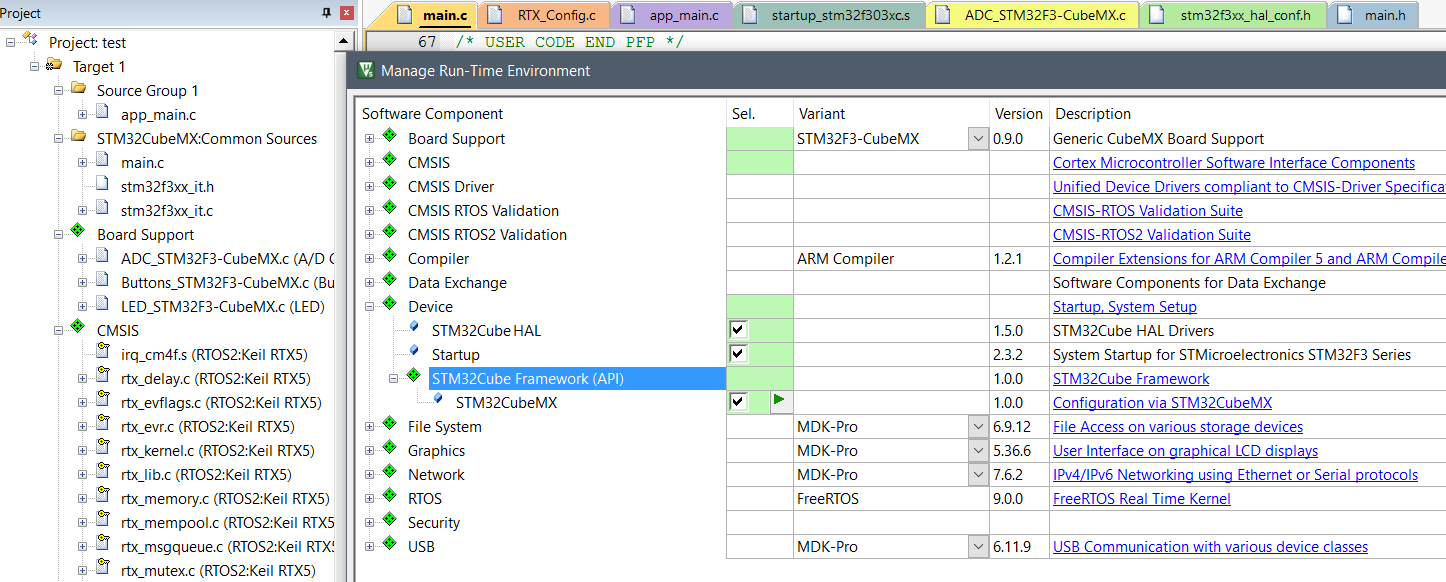 Project
main.c RTX_Config.c app_main.c startup_stm32f303xc.s ADC_STM32F3-CubeMX.c stm32f3xx_hal_conf.h main.h
67 /* USER CODE END PFP */
Project: test
Target 1
Source Group 1
app_main.c
STM32CubeMX:Common Sources
main.c
stm32f3xx_it.h
stm32f3xx_it.c
Board Support
ADC_STM32F3-CubeMX.c (A/D C
Buttons_STM32F3-CubeMX.c (Bu
LED_STM32F3-CubeMX.c (LED)
CMSIS
irq_cm4f.s (RTOS2:Keil RTX5)
rtx_delay.c (RTOS2:Keil RTX5)
rtx_evflags.c (RTOS2:Keil RTX5)
rtx_evr.c (RTOS2:Keil RTX5)
rtx_kernel.c (RTOS2:Keil RTX5)
rtx_lib.c (RTOS2:Keil RTX5)
rtx_memory.c (RTOS2:Keil RTX5)
rtx_mempool.c (RTOS2:Keil RTX5)
rtx_msgqueue.c (RTOS2:Keil RTX5)
rtx_mutex.c (RTOS2:Keil RTX5)
Manage Run-Time Environment
Software Component Sel. Variant Version Description
Board Support STM32F3-CubeMX 0.9.0 Generic CubeMX Board Support
CMSIS Cortex Microcontroller Software Interface Components
CMSIS Driver Unified Device Drivers compliant to CMSIS-Driver Specifica
CMSIS RTOS Validation CMSIS-RTOS Validation Suite
CMSIS RTOS2 Validation CMSIS-RTOS2 Validation Suite
Compiler ARM Compiler 1.2.1 Compiler Extensions for ARM Compiler 5 and ARM Compile
Data Exchange Software Components for Data Exchange
Device Startup, System Setup
STM32Cube HAL 1.5.0 STM32Cube HAL Drivers
Startup 2.3.2 System Startup for STMicroelectronics STM32F3 Series
STM32Cube Framework (API) 1.0.0 STM32Cube Framework
STM32CubeMX 1.0.0 Configuration via STM32CubeMX
File System MDK-Pro 6.9.12 File Access on various storage devices
Graphics MDK-Pro 5.36.6 User Interface on graphical LCD displays
Network MDK-Pro 7.6.2 IPv4/IPv6 Networking using Ethernet or Serial protocols
RTOS FreeRTOS 9.0.0 FreeRTOS Real Time Kernel
Security
USB MDK-Pro 6.11.9 USB Communication with various device classes